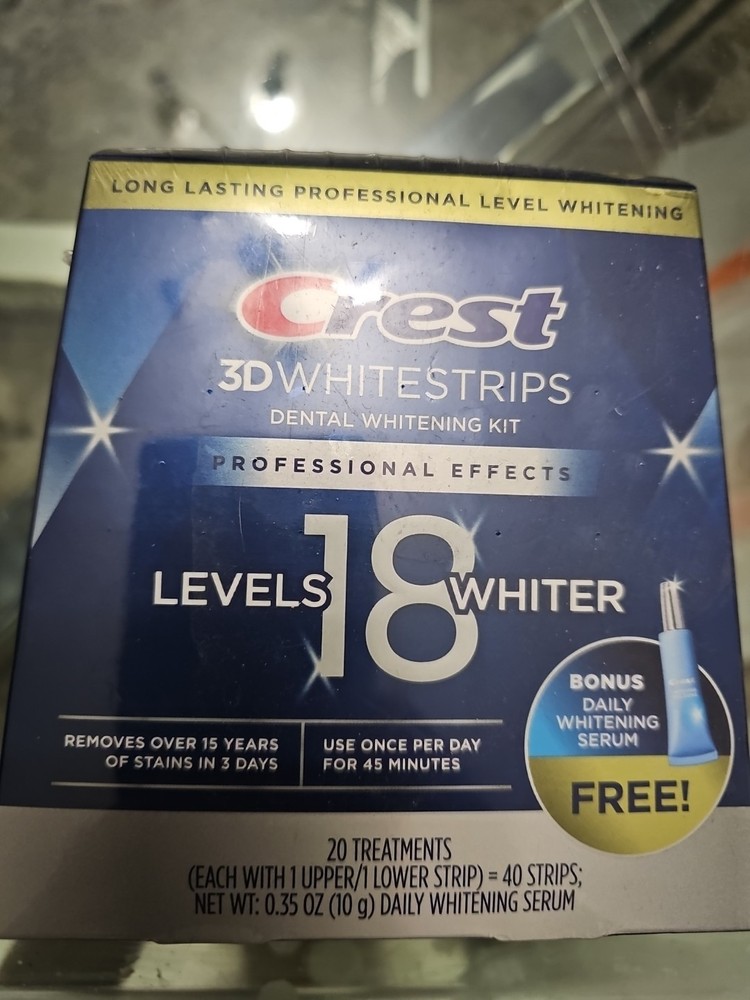 LONG LASTING PROFESSIONAL LEVEL WHITENING
Crest
3D WHITESTRIPS
DENTAL WHITENING KIT
PROFESSIONAL EFFECTS
LEVELS 18 WHITER
REMOVES OVER 15 YEARS
OF STAINS IN 3 DAYS
USE ONCE PER DAY
FOR 45 MINUTES
BONUS
DAILY
WHITENING
SERUM
FREE!
20 TREATMENTS
(EACH WITH 1 UPPER/1 LOWER STRIP) = 40 STRIPS;
NET WT: 0.35 OZ (10 g) DAILY WHITENING SERUM